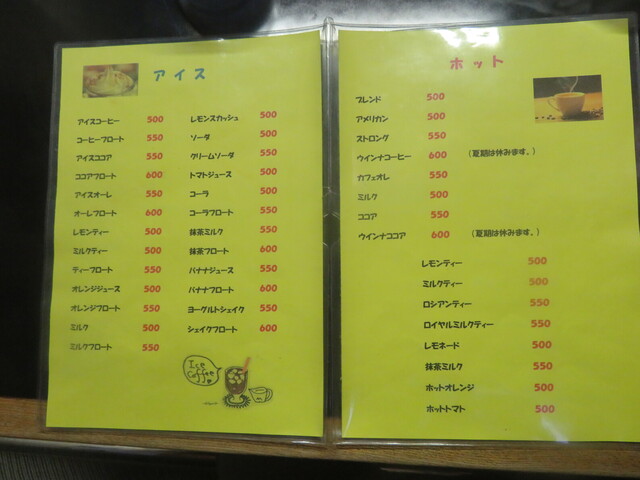 アイス
アイスコーヒー 500
コーヒーフロート 550
アイスココア 550
ココアフロート 600
アイスオーレ 550
オーレフロート 600
レモンティー 500
ミルクティー 500
ティーフロート 550
オレンジジュース 500
オレンジフロート 550
ミルク 500
ミルクフロート 550
レモンスカッシュ 500
ソーダ 500
クリームソーダ 550
トマトジュース 500
コーラ 500
コーラフロート 550
抹茶ミルク 550
抹茶フロート 600
バナナジュース 550
バナナフロート 600
ヨーグルトシェイク 550
シェイクフロート 600
Ice
Coffee
ホット
ブレンド 500
アメリカン 500
ストロング 550
ウインナコーヒー 600 (夏期は休みます。)
カフェオレ 550
ミルク 500
ココア 550
ウインナココア 600 (夏期は休みます。)
レモンティー 500
ミルクティー 500
ロシアンティー 550
ロイヤルミルクティー 550
レモネード 500
抹茶ミルク 550
ホットオレンジ 500
ホットトマト 500